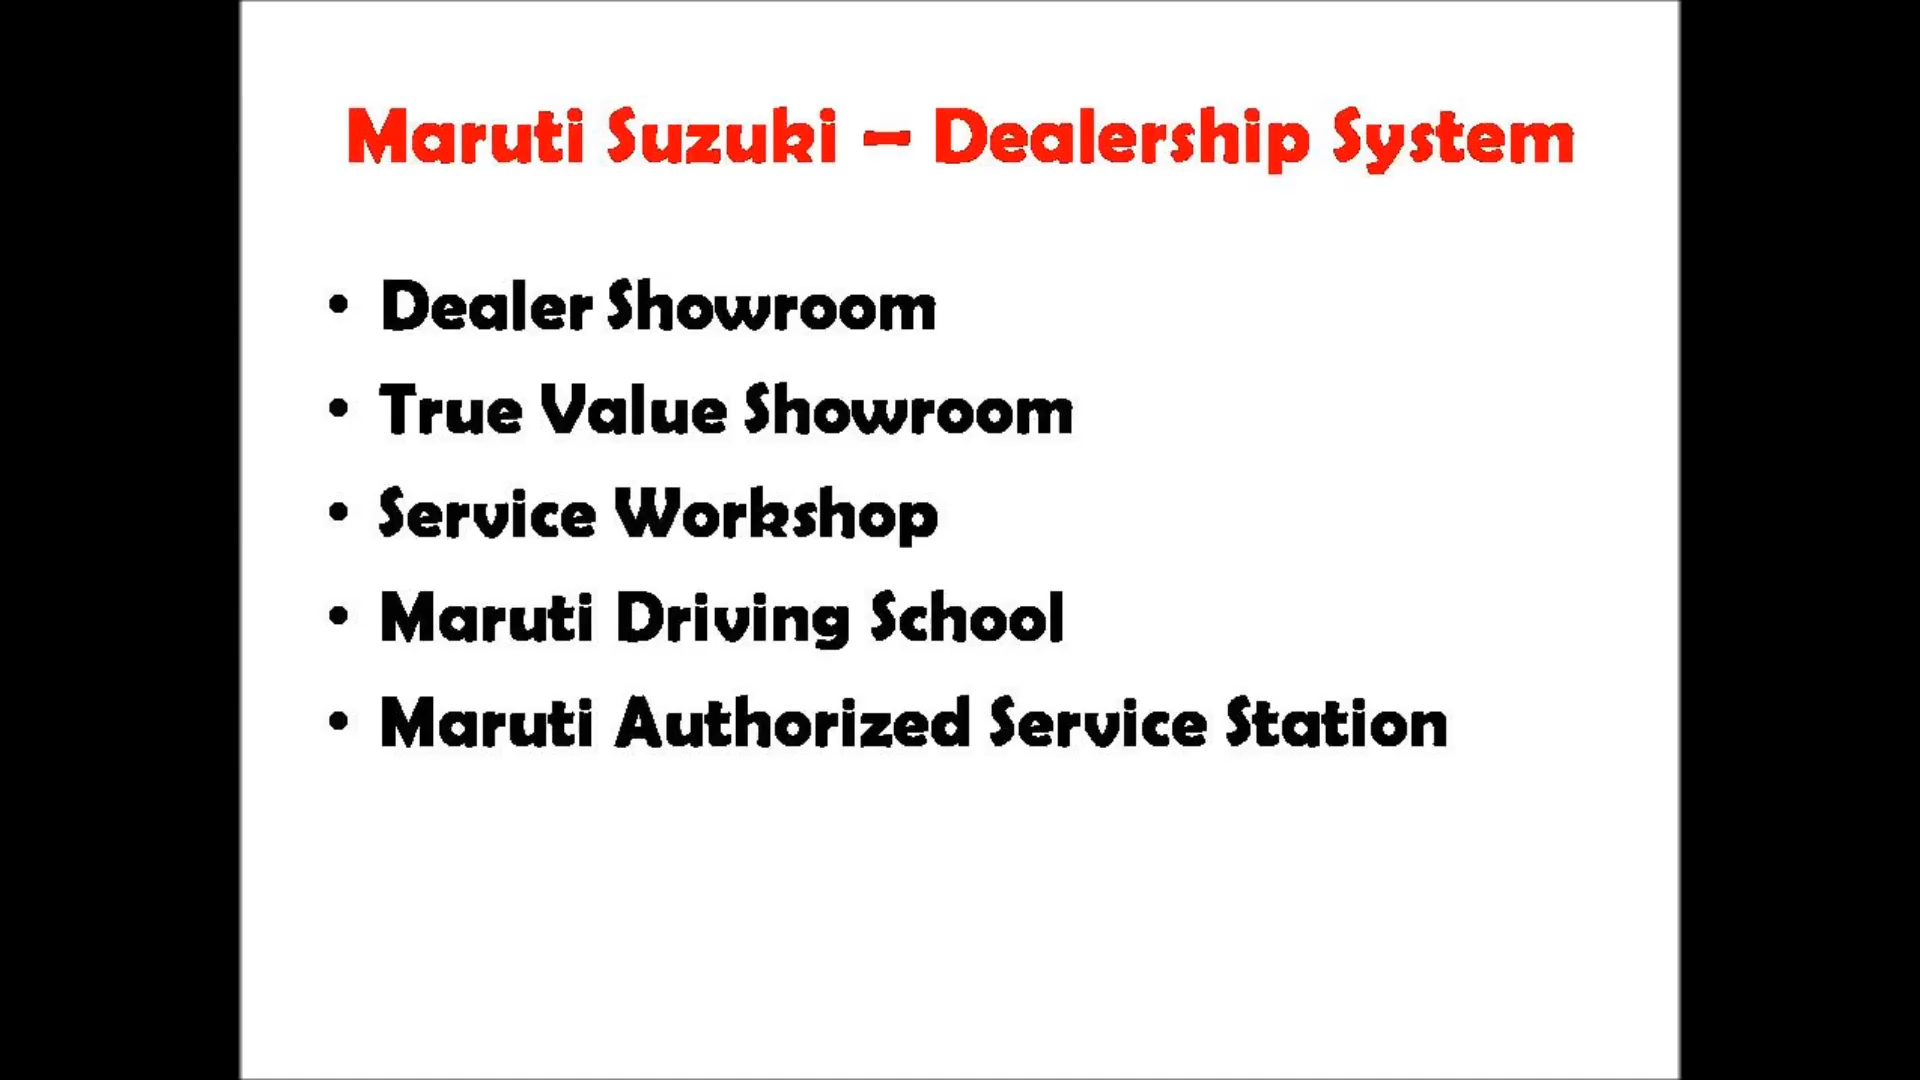 Maruti Suzuki – Dealership System
• Dealer Showroom
• True Value Showroom
• Service Workshop
• Maruti Driving School
• Maruti Authorized Service Station